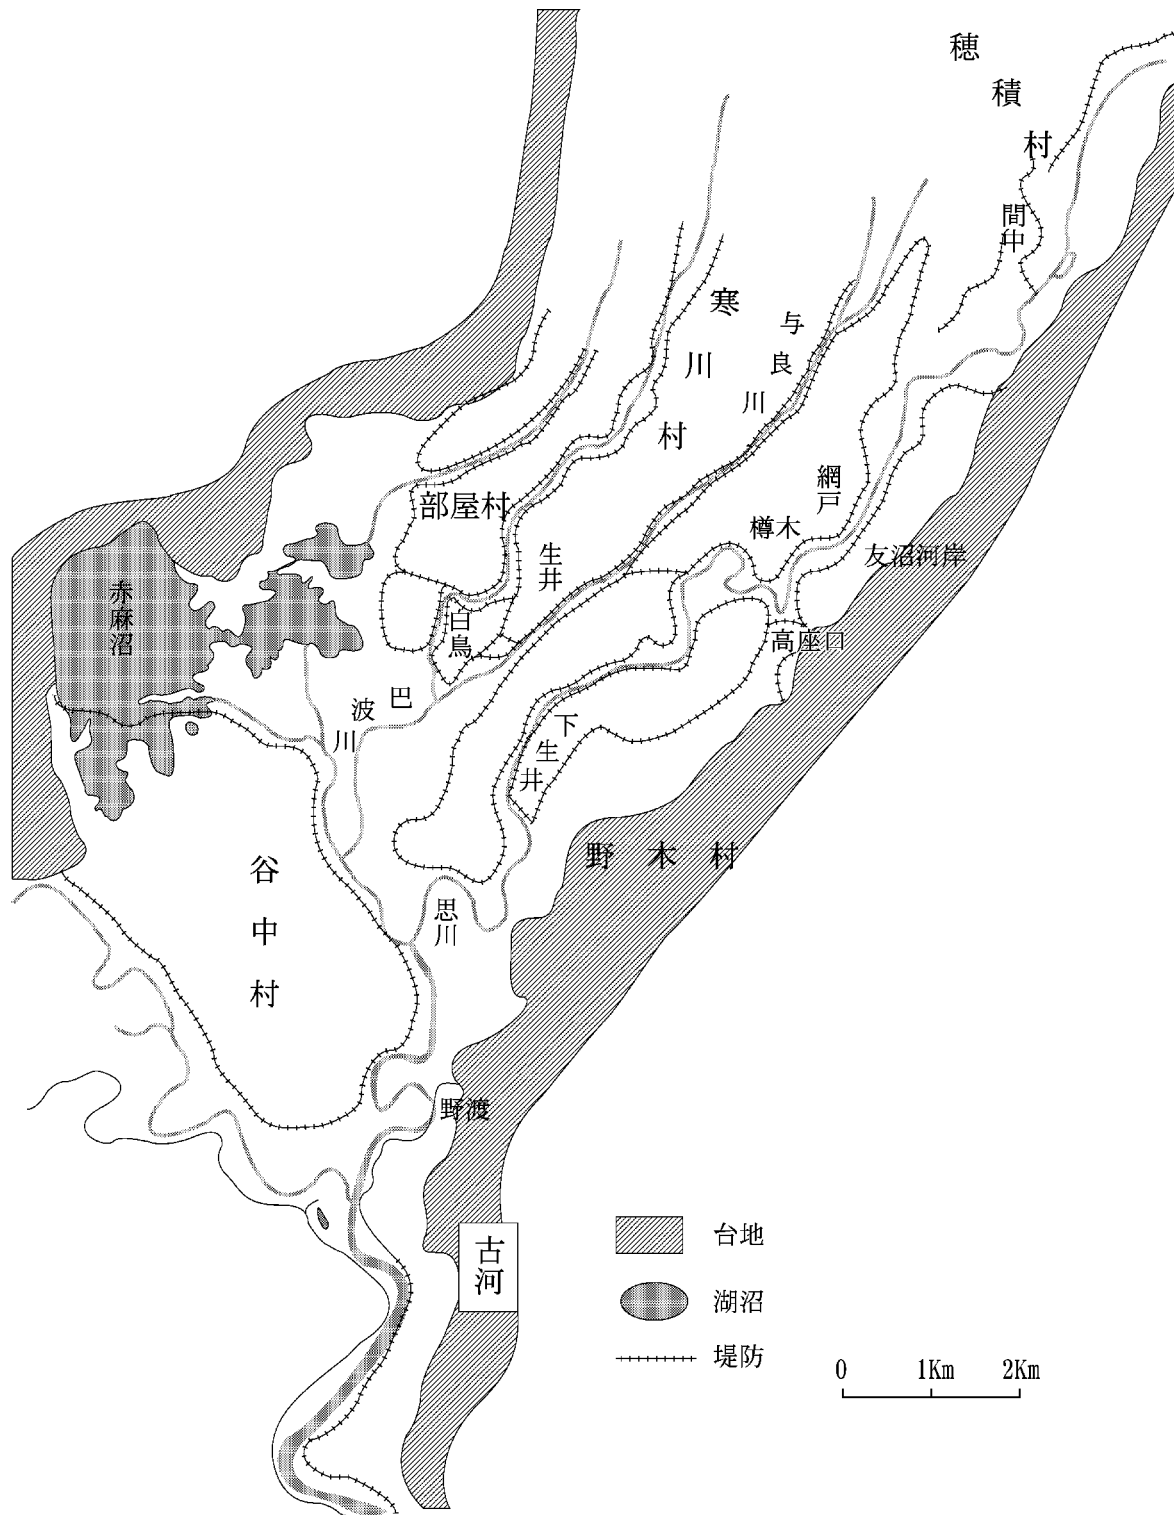 穂積村
間中
寒川村
与良川
網戸
樽木
部屋村
友沼河岸
生井
赤麻沼
白鳥
高座口
巴波川
下生井
野木村
谷中村
思川
野渡
古河
台地
湖沼
堤防
0 1Km 2Km